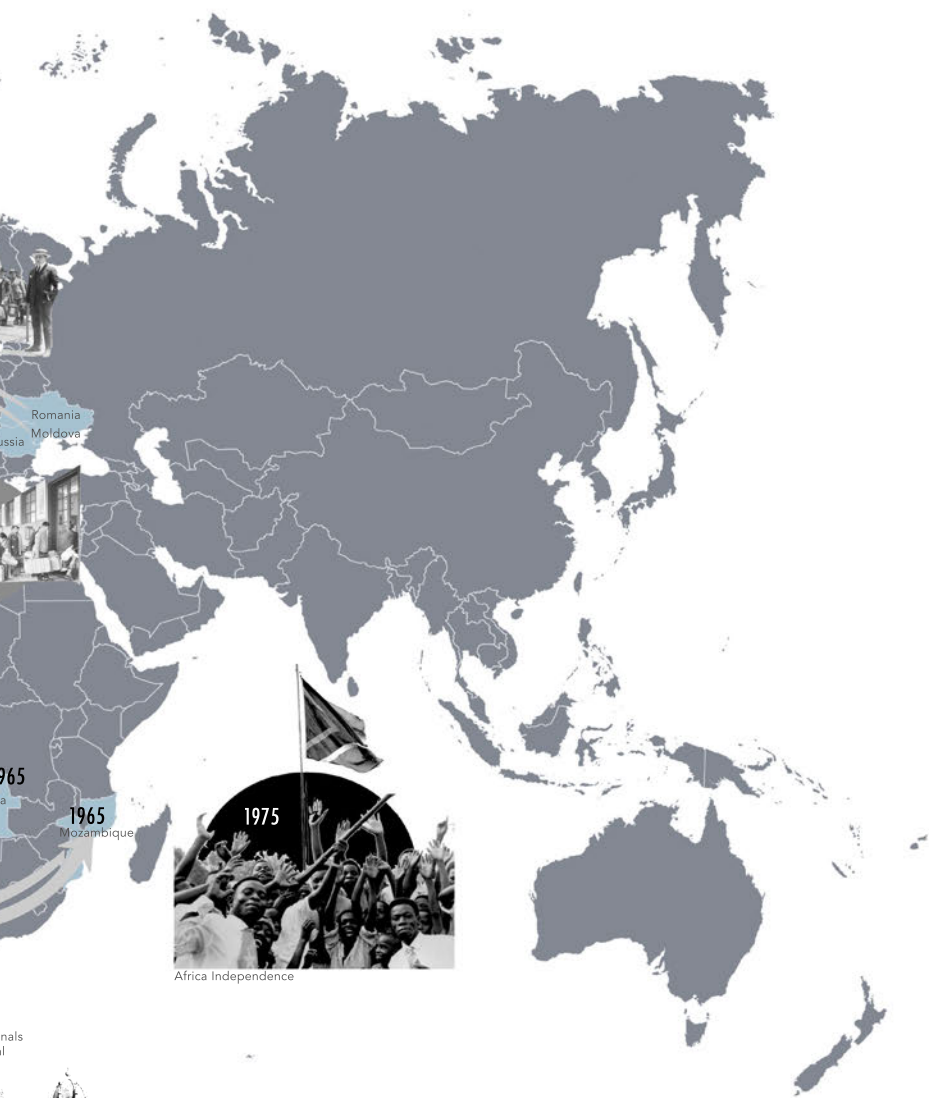 Romania
Moldova
ussia
965
a
1965
Mozambique
1975
Africa Independence
nals
al